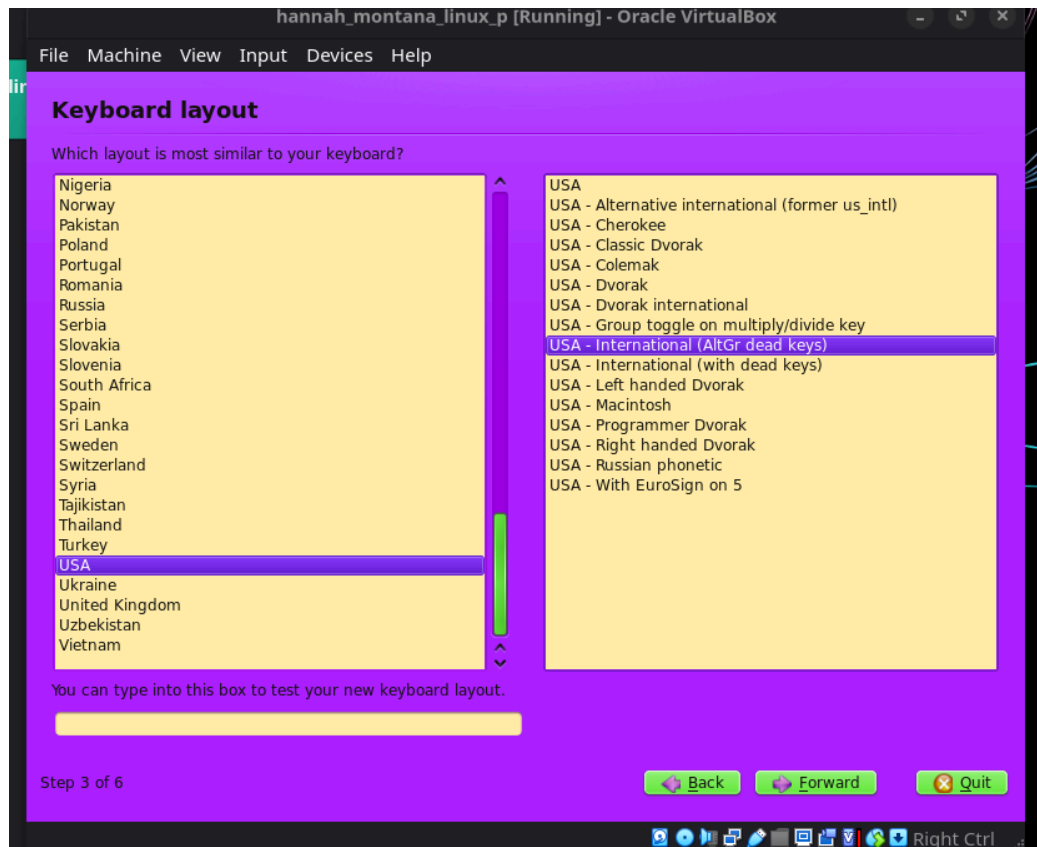 hannah_montana_linux_p [Running] - Oracle VirtualBox
File Machine View Input Devices Help
Keyboard layout
Which layout is most similar to your keyboard?
Nigeria
Norway
Pakistan
Poland
Portugal
Romania
Russia
Serbia
Slovakia
Slovenia
South Africa
Spain
Sri Lanka
Sweden
Switzerland
Syria
Tajikistan
Thailand
Turkey
USA
Ukraine
United Kingdom
Uzbekistan
Vietnam
USA
USA - Alternative international (former us_intl)
USA - Cherokee
USA - Classic Dvorak
USA - Colemak
USA - Dvorak
USA - Dvorak international
USA - Group toggle on multiply/divide key
USA - International (AltGr dead keys)
USA - International (with dead keys)
USA - Left handed Dvorak
USA - Macintosh
USA - Programmer Dvorak
USA - Right handed Dvorak
USA - Russian phonetic
USA - With EuroSign on 5
You can type into this box to test your new keyboard layout.
Step 3 of 6
Back Forward Quit
Right Ctrl